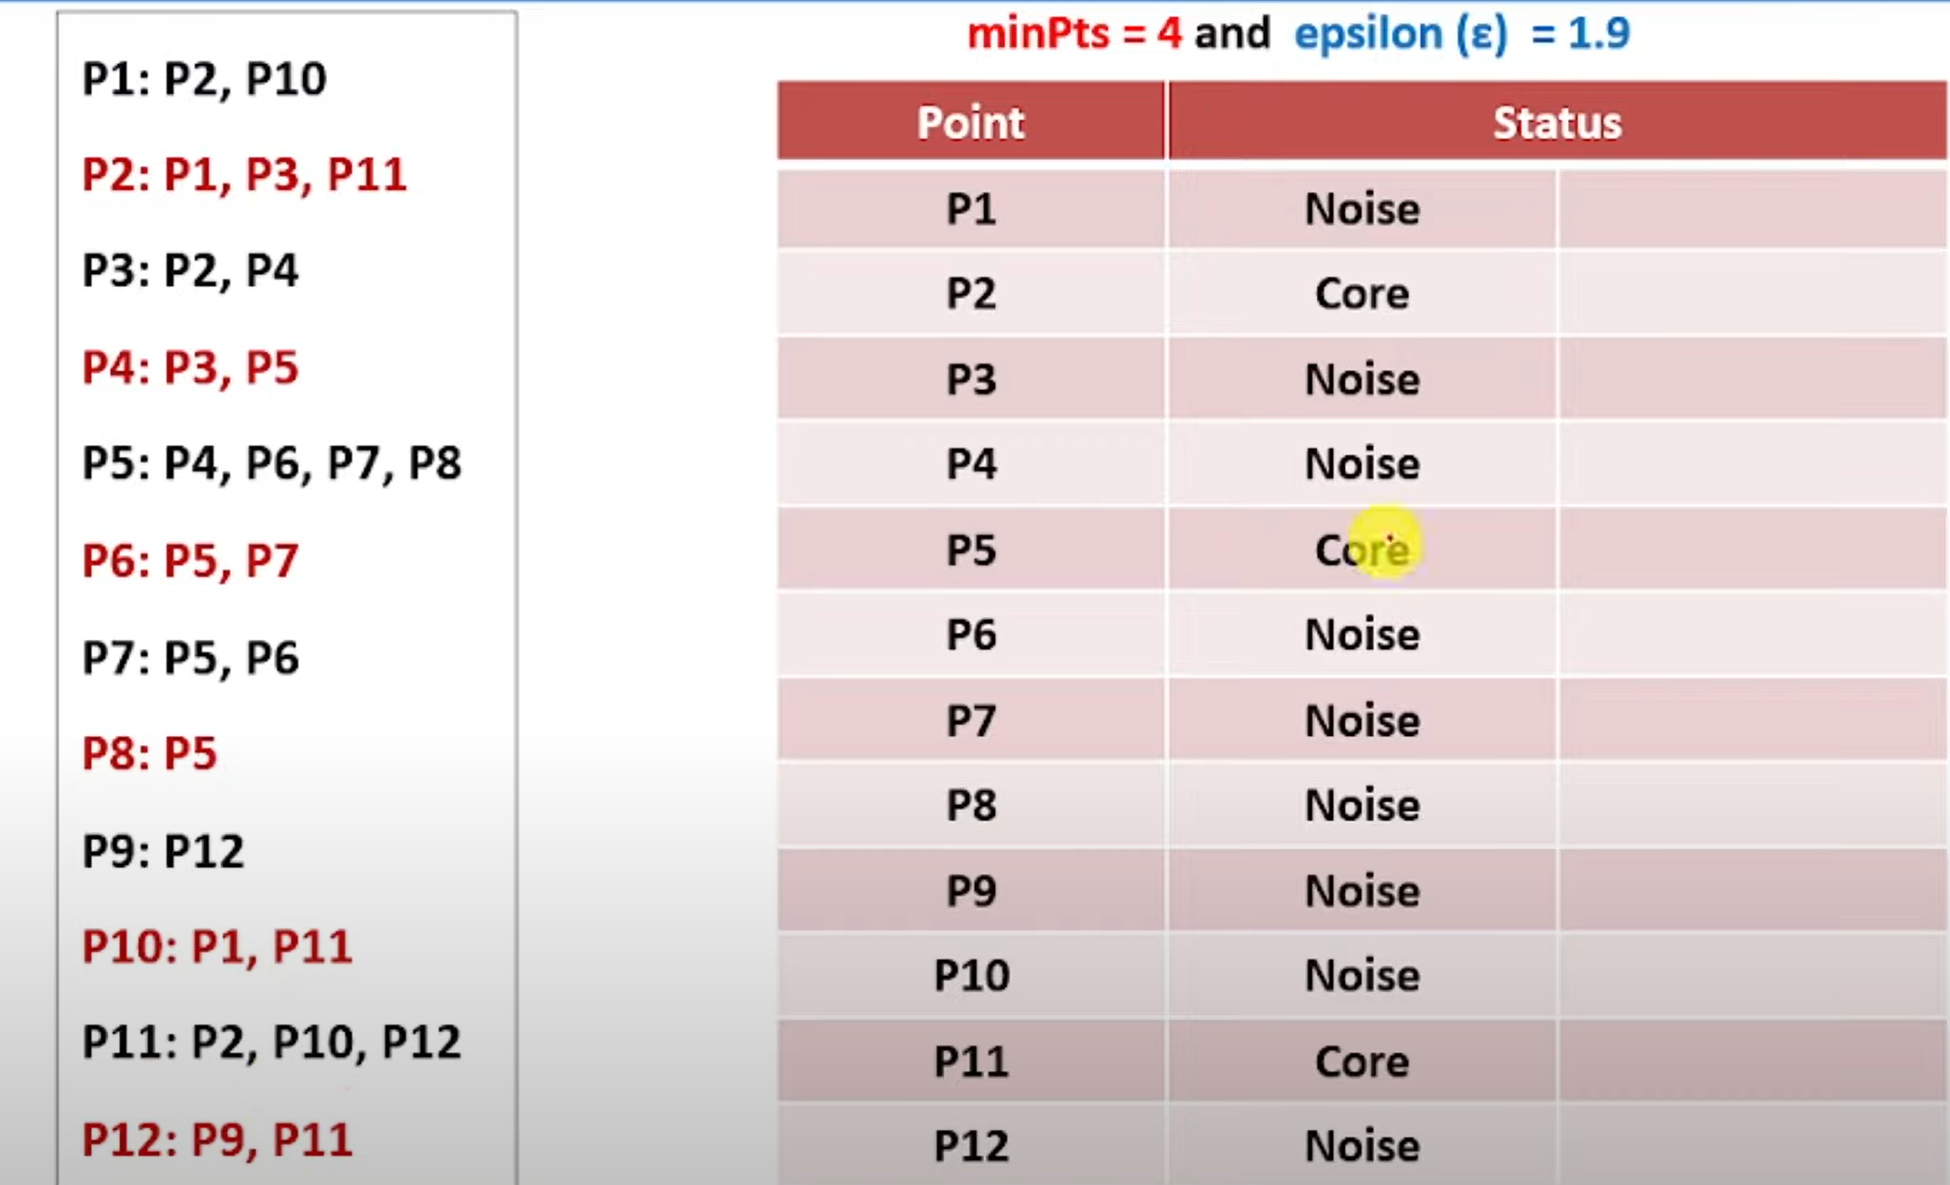 P1: P2, P10
P2: P1, P3, P11
P3: P2, P4
P4: P3, P5
P5: P4, P6, P7, P8
P6: P5, P7
P7: P5, P6
P8: P5
P9: P12
P10: P1, P11
P11: P2, P10, P12
P12: P9, P11
minPts = 4 and epsilon (ε) = 1.9
Point Status
P1 Noise
P2 Core
P3 Noise
P4 Noise
P5 Core
P6 Noise
P7 Noise
P8 Noise
P9 Noise
P10 Noise
P11 Core
P12 Noise